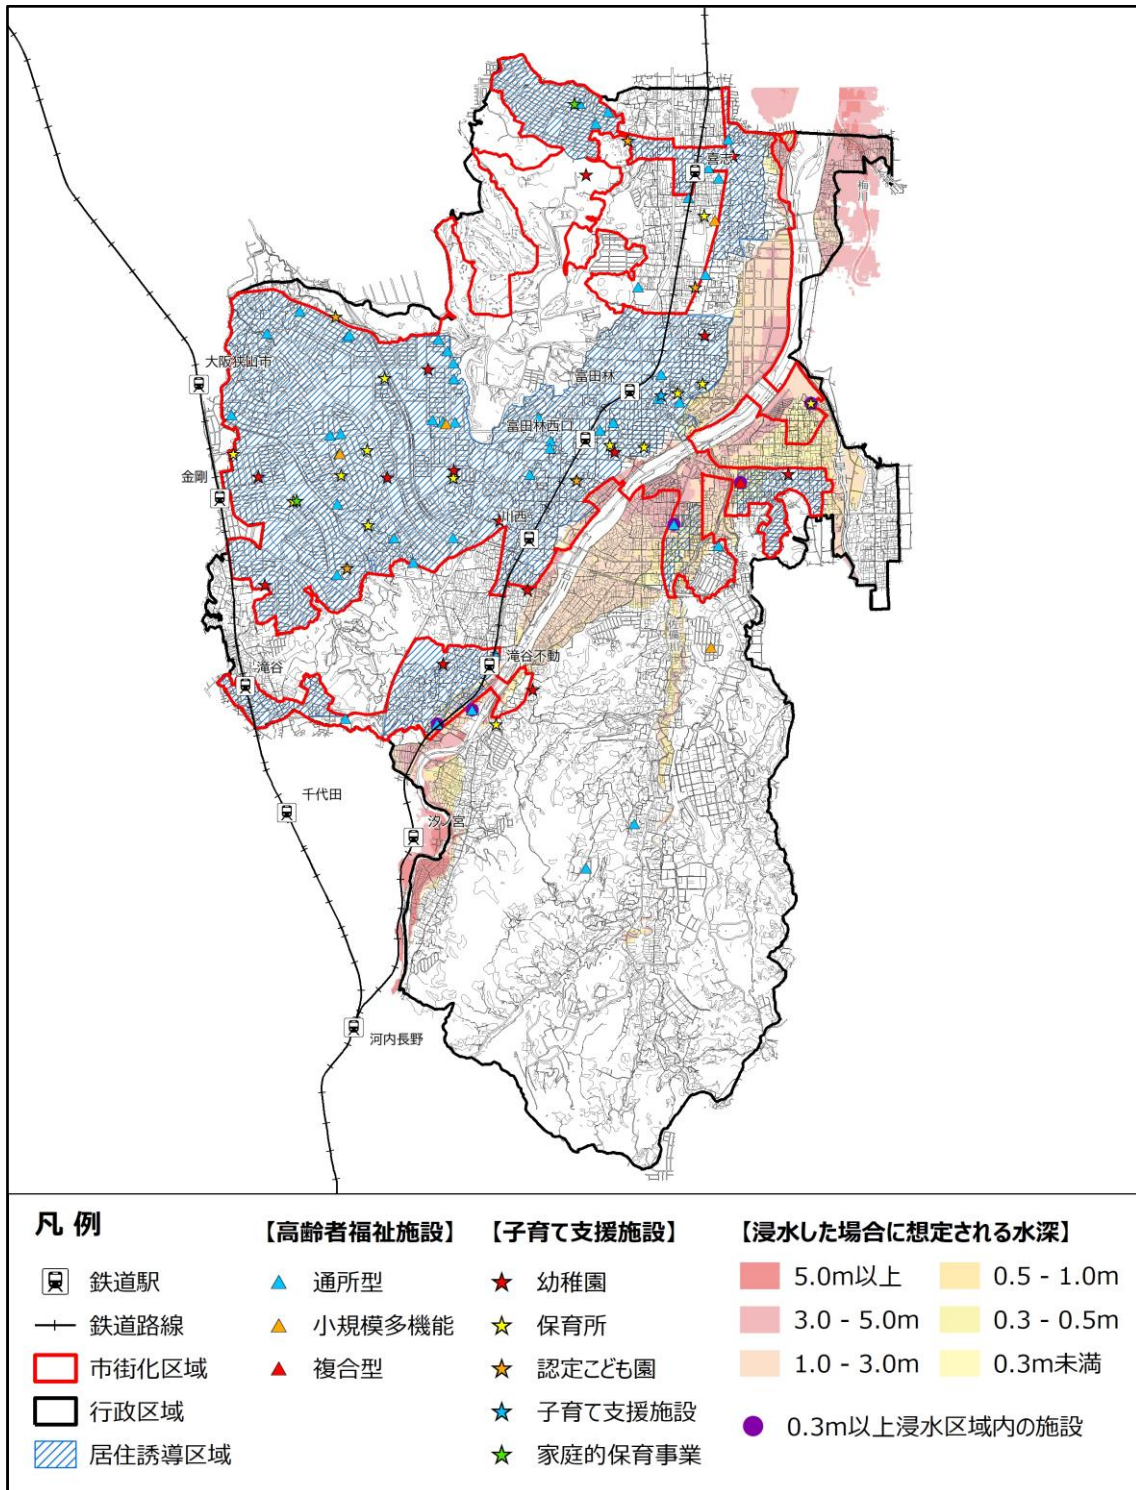 喜志
梅川
石川
大阪狭山市
富田林
富田林西口
金剛
川西
石川
滝谷不動
滝谷
千代田
汐ノ宮
河内長野
凡 例
鉄道駅
鉄道路線
市街化区域
行政区域
居住誘導区域
【高齢者福祉施設】
通所型
小規模多機能
複合型
【子育て支援施設】
幼稚園
保育所
認定こども園
子育て支援施設
家庭的保育事業
【浸水した場合に想定される水深】
5.0m以上
3.0 - 5.0m
1.0 - 3.0m
0.5 - 1.0m
0.3 - 0.5m
0.3m未満
0.3m以上浸水区域内の施設